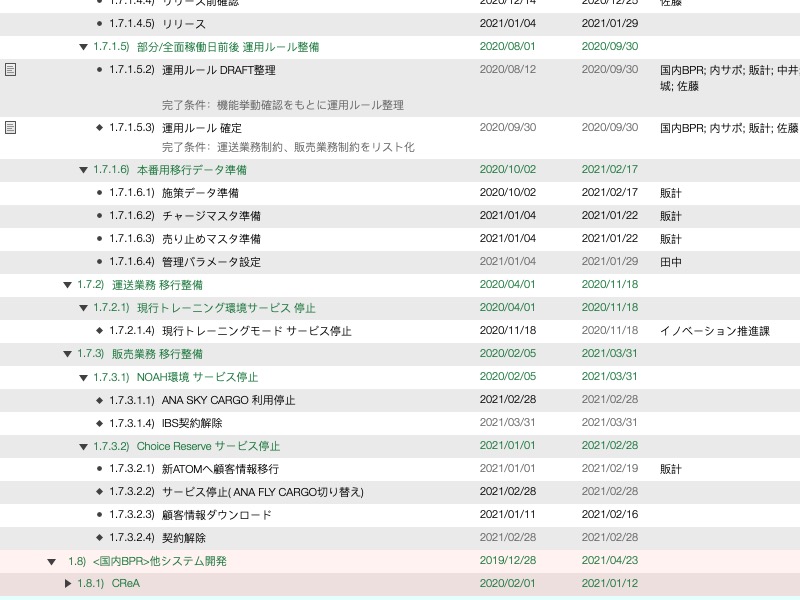 1.7.1.4.4) リリース前確認 2020/12/14 2020/12/25 佐藤
1.7.1.4.5) リリース 2021/01/04 2021/01/29
1.7.1.5) 部分/全面稼働日前後 運用ルール整備 2020/08/01 2020/09/30
1.7.1.5.2) 運用ルール DRAFT整理 2020/08/12 2020/09/30 国内BPR; 内サポ; 販計; 中井;
城; 佐藤
完了条件: 機能挙動確認をもとに運用ルール整理
1.7.1.5.3) 運用ルール 確定 2020/09/30 2020/09/30 国内BPR; 内サポ; 販計; 佐藤
完了条件: 運送業務制約、販売業務制約をリスト化
1.7.1.6) 本番用移行データ準備 2020/10/02 2021/02/17
1.7.1.6.1) 施策データ準備 2020/10/02 2021/02/17 販計
1.7.1.6.2) チャージマスタ準備 2021/01/04 2021/01/22 販計
1.7.1.6.3) 売り止めマスタ準備 2021/01/04 2021/01/22 販計
1.7.1.6.4) 管理パラメータ設定 2021/01/04 2021/01/29 田中
1.7.2) 運送業務 移行整備 2020/04/01 2020/11/18
1.7.2.1) 現行トレーニング環境サービス 停止 2020/04/01 2020/11/18
1.7.2.1.4) 現行トレーニングモード サービス停止 2020/11/18 2020/11/18 イノベーション推進課
1.7.3) 販売業務 移行整備 2020/02/05 2021/03/31
1.7.3.1) NOAH環境 サービス停止 2020/02/05 2021/03/31
1.7.3.1.1) ANA SKY CARGO 利用停止 2021/02/28 2021/02/28
1.7.3.1.4) IBS契約解除 2021/03/31 2021/03/31
1.7.3.2) Choice Reserve サービス停止 2021/01/01 2021/02/28
1.7.3.2.1) 新ATOMへ顧客情報移行 2021/01/01 2021/02/19 販計
1.7.3.2.2) サービス停止( ANA FLY CARGO切り替え) 2021/02/28 2021/02/28
1.7.3.2.3) 顧客情報ダウンロード 2021/01/11 2021/02/16
1.7.3.2.4) 契約解除 2021/02/28 2021/02/28
1.8) <国内BPR>他システム開発 2019/12/28 2021/04/23
1.8.1) CReA 2020/02/01 2021/01/12